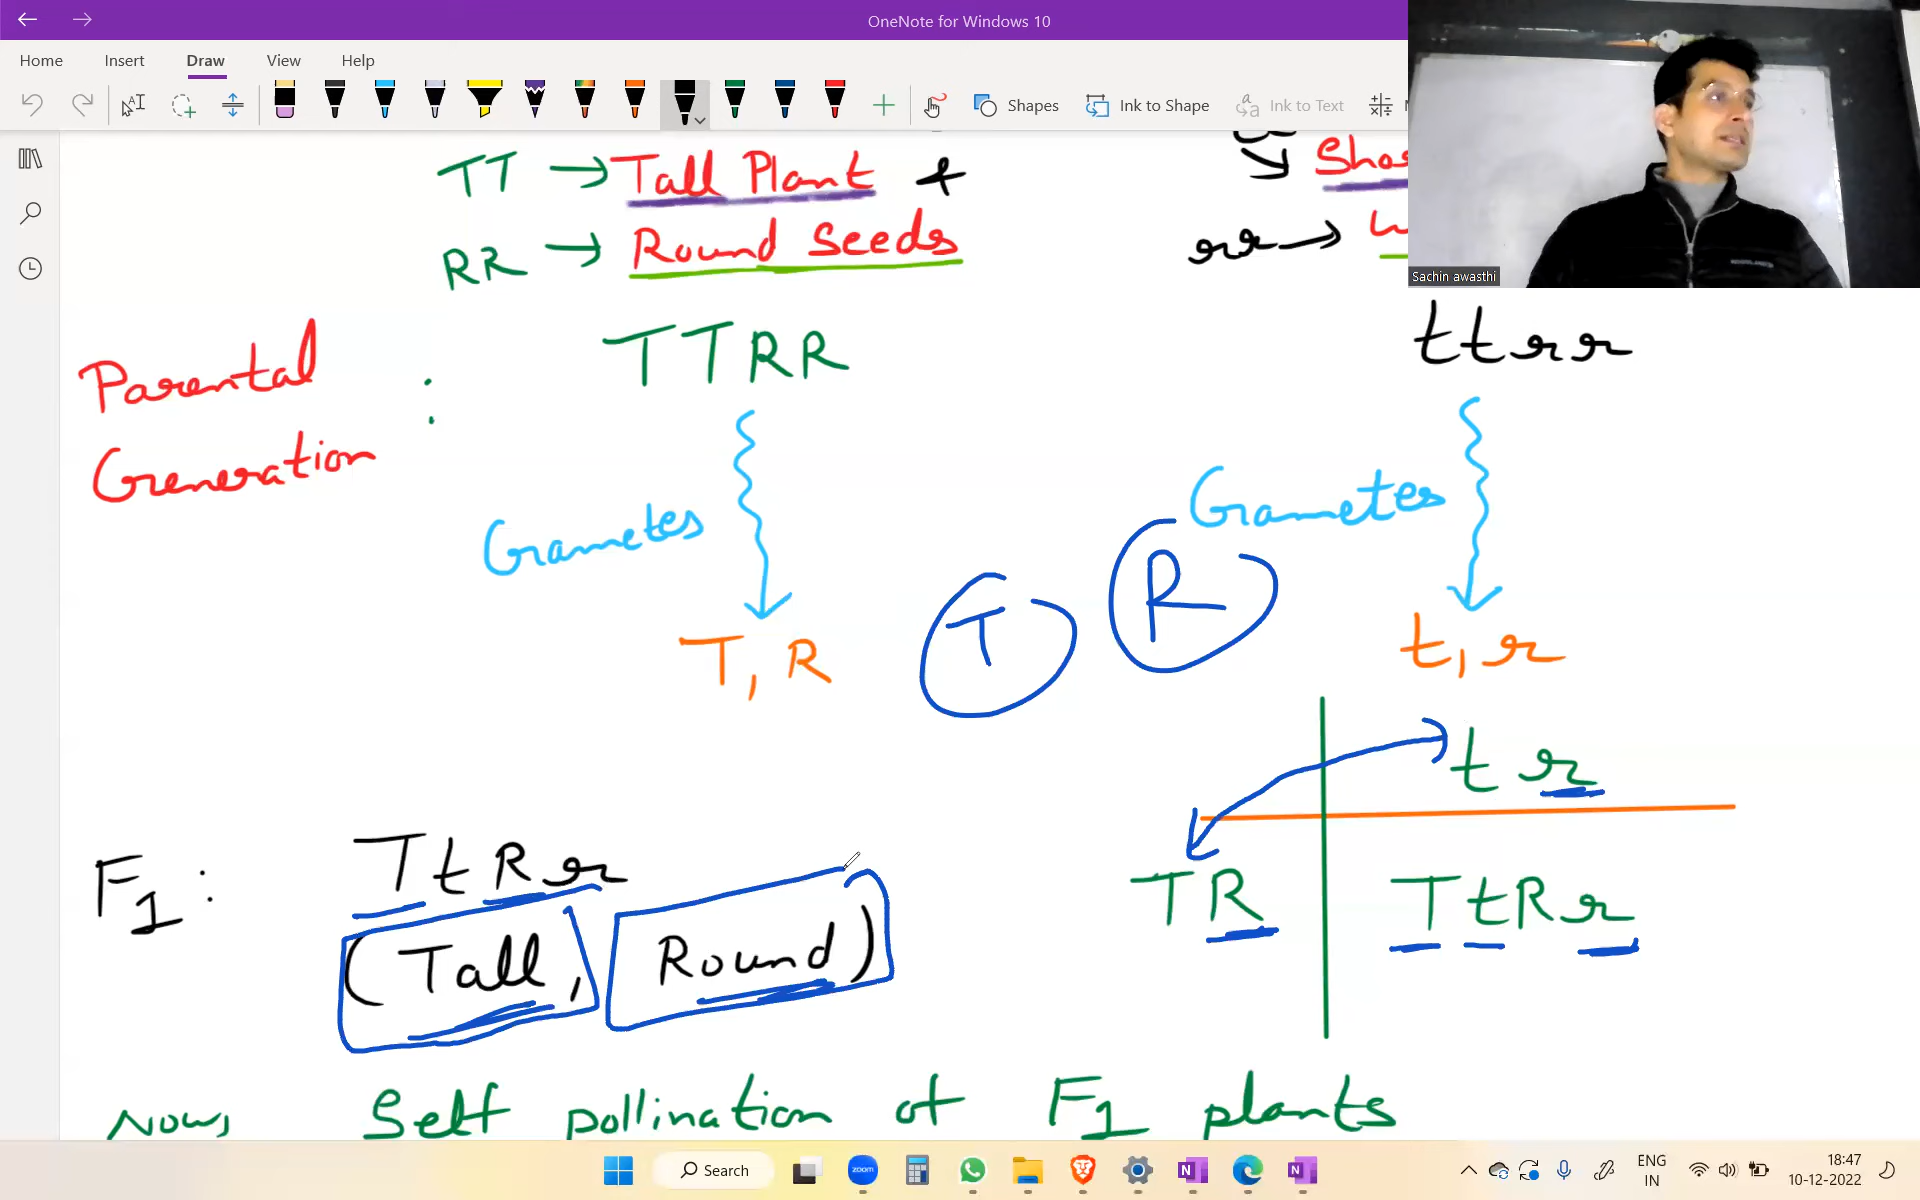 OneNote for Windows 10
Home Insert Draw View Help
Shapes Ink to Shape Ink to Text
TT → Tall Plant +
RR → Round Seeds
rr →
Sachin awasthi
Parental : TTRR ttrr
Generation
Gametes Gametes
T R
T, R t, r
t r
F1: TtRr
TR TtRr
(Tall, Round)
Now, Self pollination of F1 plants
Search
zoom
ENG
IN
18:47
10-12-2022